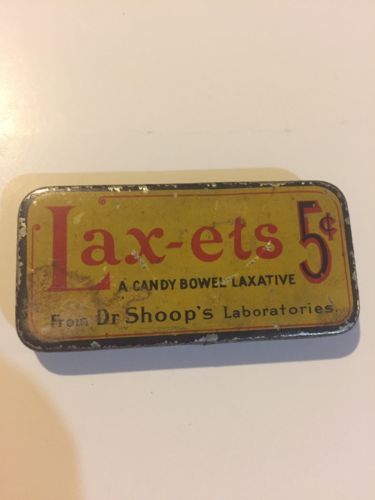 Lax-ets 5¢
A CANDY BOWEL LAXATIVE
From Dr Shoop's Laboratories.